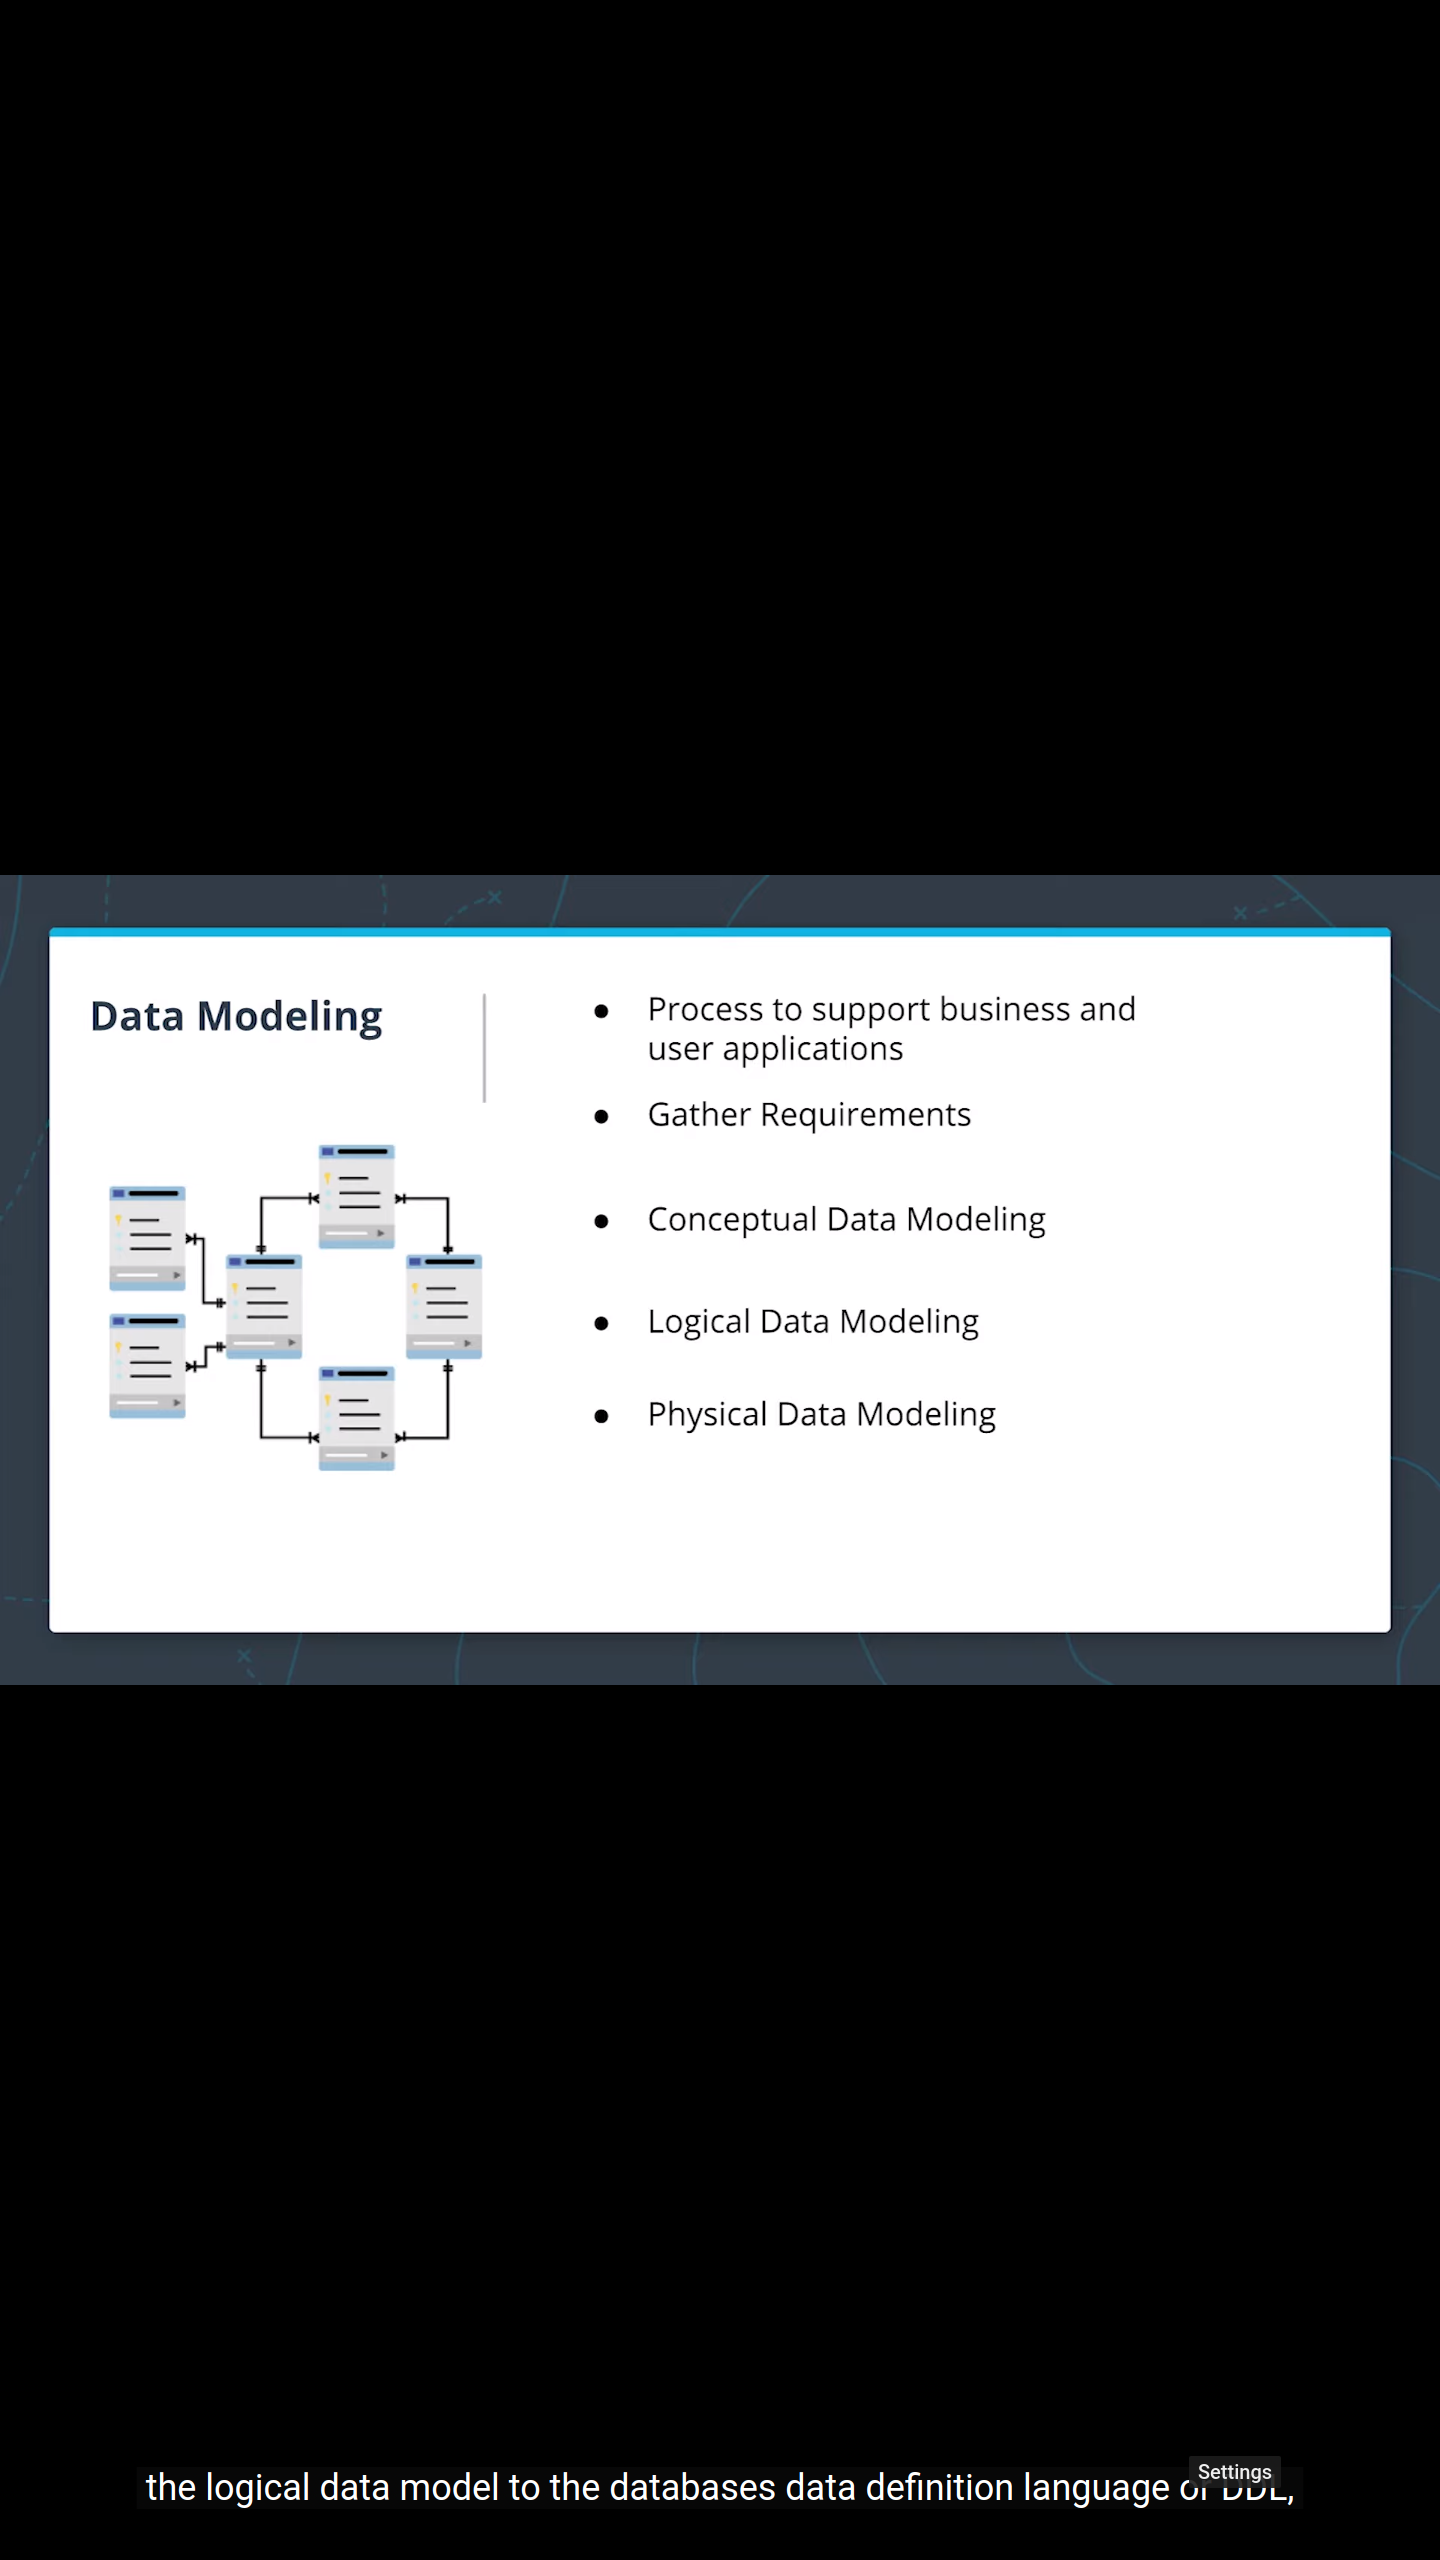 Data Modeling
● Process to support business and
user applications
● Gather Requirements
● Conceptual Data Modeling
● Logical Data Modeling
● Physical Data Modeling
Settings
the logical data model to the databases data definition language or DDL,